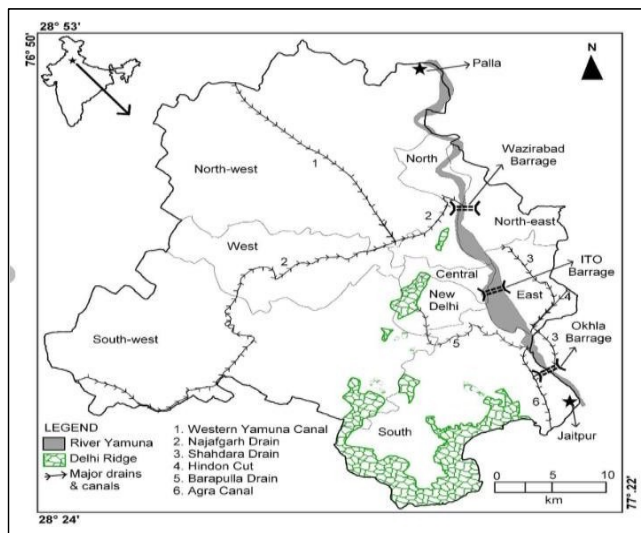 28° 53'
76° 50'
N
Palla
Wazirabad
Barrage
North
North-west
1
2
North-east
West
2
3
Central
ITO
Barrage
New
Delhi
East
4
South-west
5
3
Okhla
Barrage
6
South
Jaitpur
LEGEND
River Yamuna
Delhi Ridge
Major drains
& canals
1. Western Yamuna Canal
2. Najafgarh Drain
3. Shahdara Drain
4. Hindon Cut
5. Barapulla Drain
6. Agra Canal
0 5 10
km
28° 24'
77°.22'